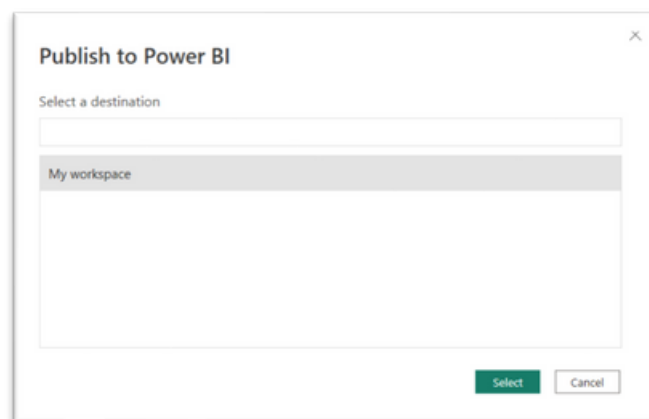 Publish to Power BI
Select a destination
My workspace
Select Cancel